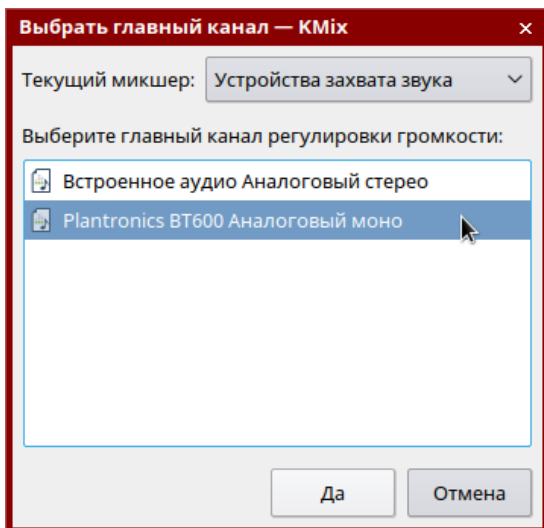 Выбрать главный канал — KMix
Текущий микшер: Устройства захвата звука
Выберите главный канал регулировки громкости:
Встроенное аудио Аналоговый стерео
Plantronics BT600 Аналоговый моно
Да Отмена